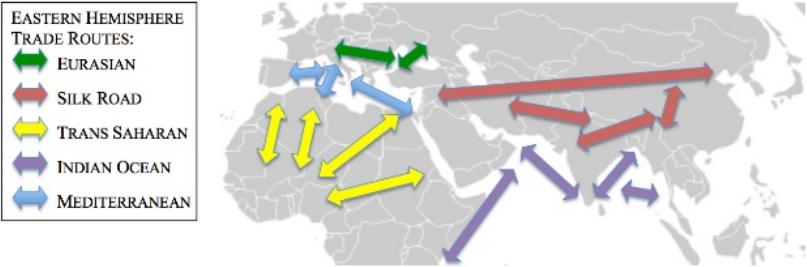 EASTERN HEMISPHERE
TRADE ROUTES:
EURASIAN
SILK ROAD
TRANS SAHARAN
INDIAN OCEAN
MEDITERRANEAN